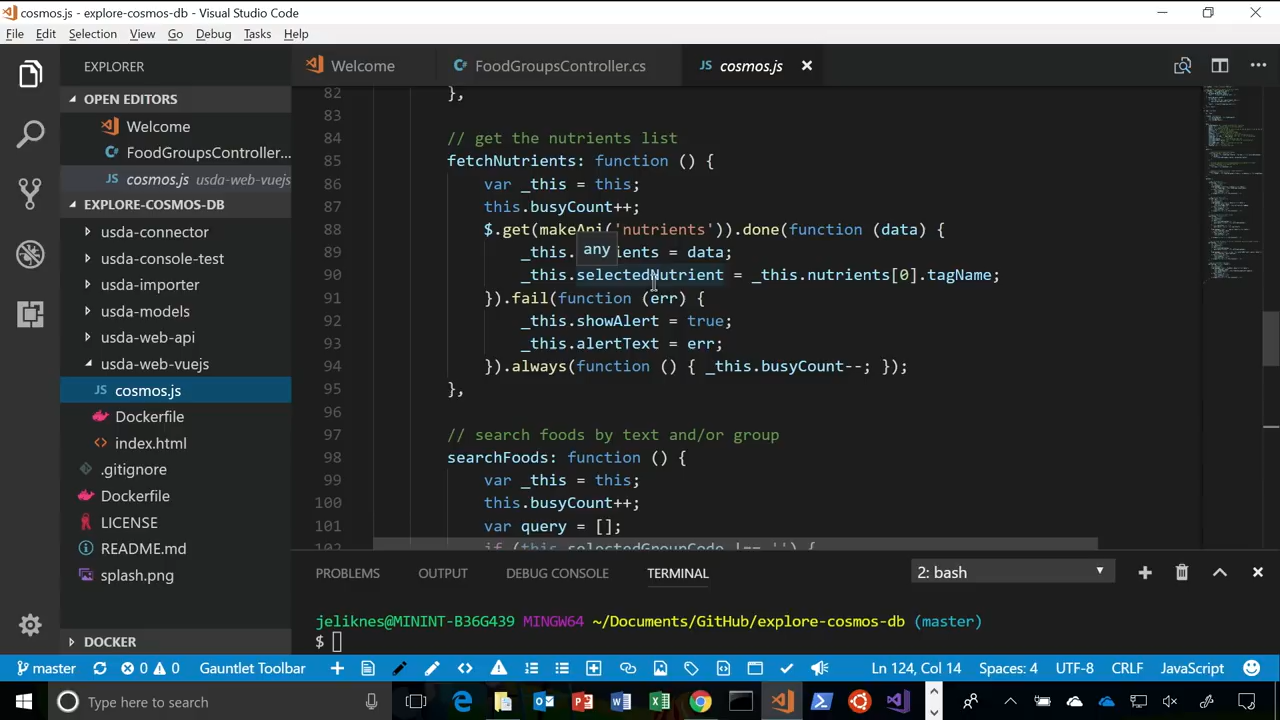 cosmos.js - explore-cosmos-db - Visual Studio Code
File Edit Selection View Go Debug Tasks Help
EXPLORER
Welcome
FoodGroupsController.cs
cosmos.js
OPEN EDITORS
Welcome
FoodGroupsController...
cosmos.js usda-web-vuejs
EXPLORE-COSMOS-DB
usda-connector
usda-console-test
usda-importer
usda-models
usda-web-api
usda-web-vuejs
cosmos.js
Dockerfile
index.html
.gitignore
Dockerfile
LICENSE
README.md
splash.png
DOCKER
82 },
83
84 // get the nutrients list
85 fetchNutrients: function () {
86 var _this = this;
87 this.busyCount++;
88 $.get(makeApi('nutrients')).done(function (data) {
any
89 _this. ients = data;
90 _this.selectedNutrient = _this.nutrients[0].tagName;
91 }).fail(function (err) {
92 _this.showAlert = true;
93 _this.alertText = err;
94 }).always(function () { _this.busyCount--; });
95 },
96
97 // search foods by text and/or group
98 searchFoods: function () {
99 var _this = this;
100 this.busyCount++;
101 var query = [];
102 if (this.selectedGroupCode !== '') {
PROBLEMS OUTPUT DEBUG CONSOLE TERMINAL
2: bash
jeliknes@MININT-B36G439 MINGW64 ~/Documents/GitHub/explore-cosmos-db (master)
$
master 0 0 Gauntlet Toolbar Ln 124, Col 14 Spaces: 4 UTF-8 CRLF JavaScript
Type here to search